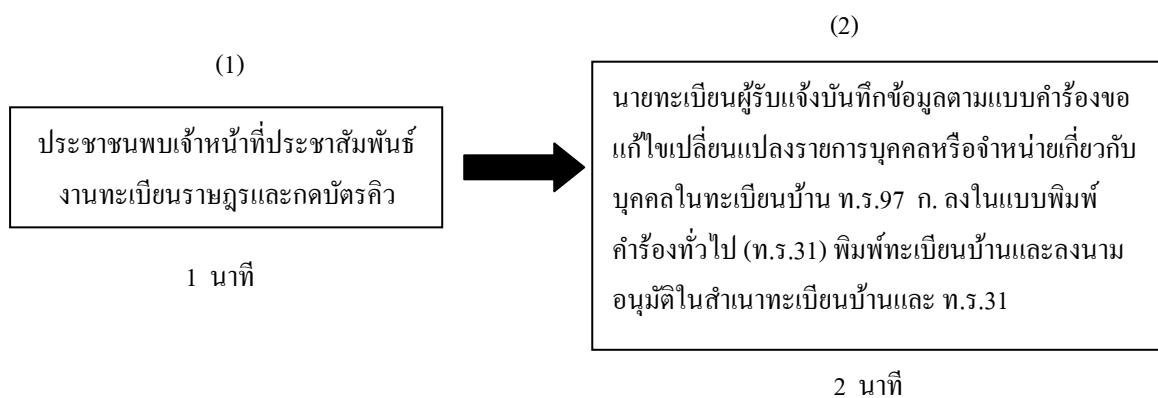 (1)
ประชาชนพบเจ้าหน้าที่ประชาสัมพันธ์
งานทะเบียนราษฎรและกดบัตรคิว
1 นาที
(2)
นายทะเบียนผู้รับแจ้งบันทึกข้อมูลตามแบบคำร้องขอ
แก้ไขเปลี่ยนแปลงรายการบุคคลหรือจำหน่ายเกี่ยวกับ
บุคคลในทะเบียนบ้าน ท.ร.97 ก. ลงในแบบพิมพ์
คำร้องทั่วไป (ท.ร.31) พิมพ์ทะเบียนบ้านและลงนาม
อนุมัติในสำเนาทะเบียนบ้านและ ท.ร.31
2 นาที